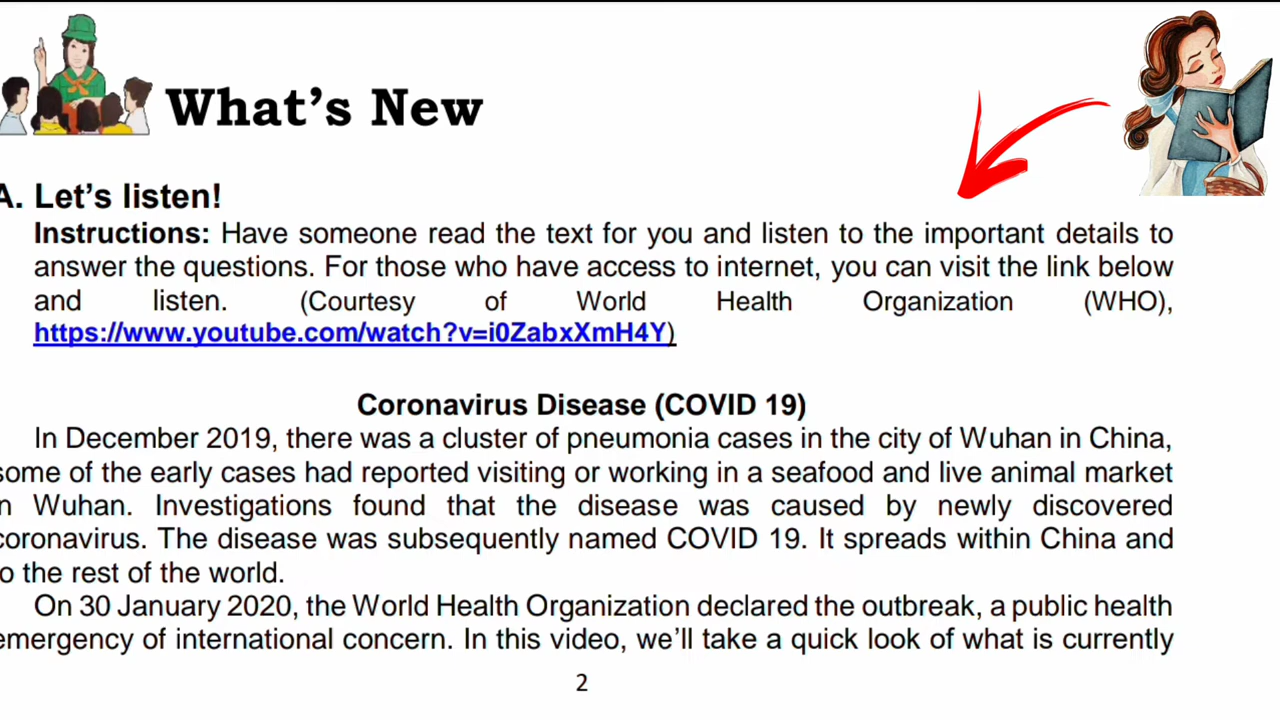 What's New
A. Let's listen!
Instructions: Have someone read the text for you and listen to the important details to
answer the questions. For those who have access to internet, you can visit the link below
and listen. (Courtesy of World Health Organization (WHO),
https://www.youtube.com/watch?v=i0ZabxXmH4Y)
Coronavirus Disease (COVID 19)
In December 2019, there was a cluster of pneumonia cases in the city of Wuhan in China,
some of the early cases had reported visiting or working in a seafood and live animal market
in Wuhan. Investigations found that the disease was caused by newly discovered
coronavirus. The disease was subsequently named COVID 19. It spreads within China and
to the rest of the world.
On 30 January 2020, the World Health Organization declared the outbreak, a public health
emergency of international concern. In this video, we'll take a quick look of what is currently
2